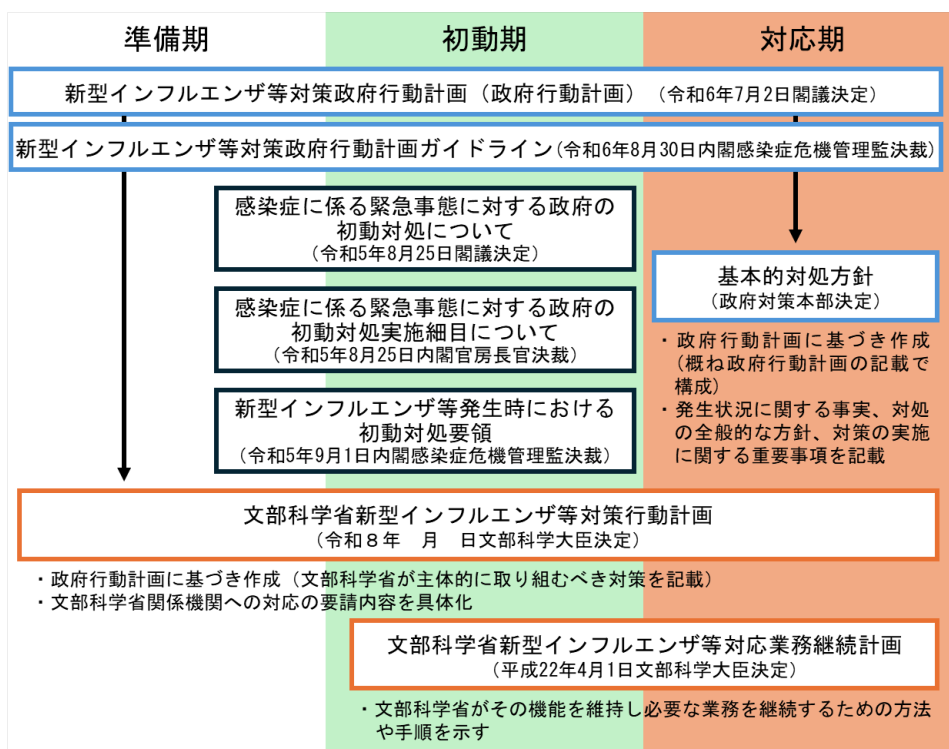 準備期
初動期
対応期
新型インフルエンザ等対策政府行動計画（政府行動計画）（令和6年7月2日閣議決定）
新型インフルエンザ等対策政府行動計画ガイドライン(令和6年8月30日内閣感染症危機管理監決裁)
感染症に係る緊急事態に対する政府の
初動対処について
（令和5年8月25日閣議決定）
感染症に係る緊急事態に対する政府の
初動対処実施細目について
（令和5年8月25日内閣官房長官決裁）
新型インフルエンザ等発生時における
初動対処要領
（令和5年9月1日内閣感染症危機管理監決裁）
基本的対処方針
（政府対策本部決定）
・政府行動計画に基づき作成
(概ね政府行動計画の記載で
構成)
・発生状況に関する事実、対処
の全般的な方針、対策の実施
に関する重要事項を記載
文部科学省新型インフルエンザ等対策行動計画
（令和８年　月　日文部科学大臣決定）
・政府行動計画に基づき作成（文部科学省が主体的に取り組むべき対策を記載）
・文部科学省関係機関への対応の要請内容を具体化
文部科学省新型インフルエンザ等対応業務継続計画
（平成22年4月1日文部科学大臣決定）
・文部科学省がその機能を維持し必要な業務を継続するための方法
や手順を示す